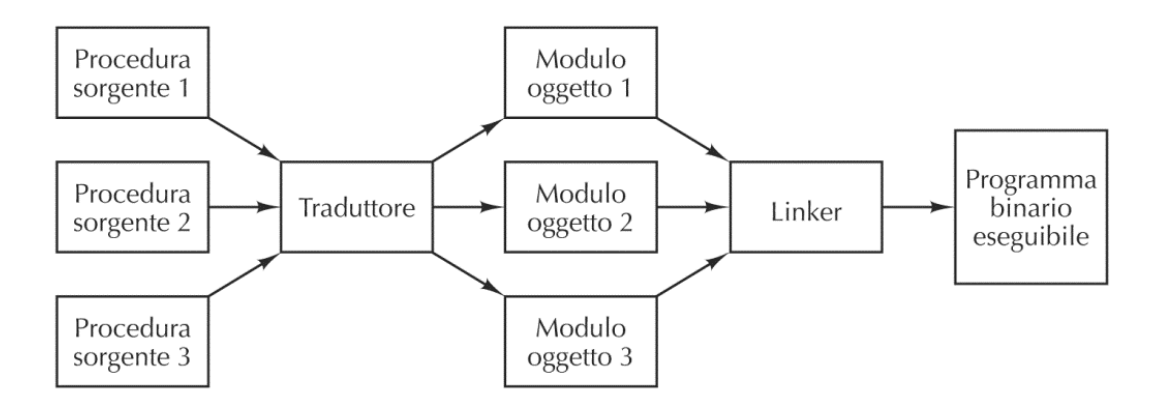 Procedura
sorgente 1
Procedura
sorgente 2
Procedura
sorgente 3
Traduttore
Modulo
oggetto 1
Modulo
oggetto 2
Modulo
oggetto 3
Linker
Programma
binario
eseguibile